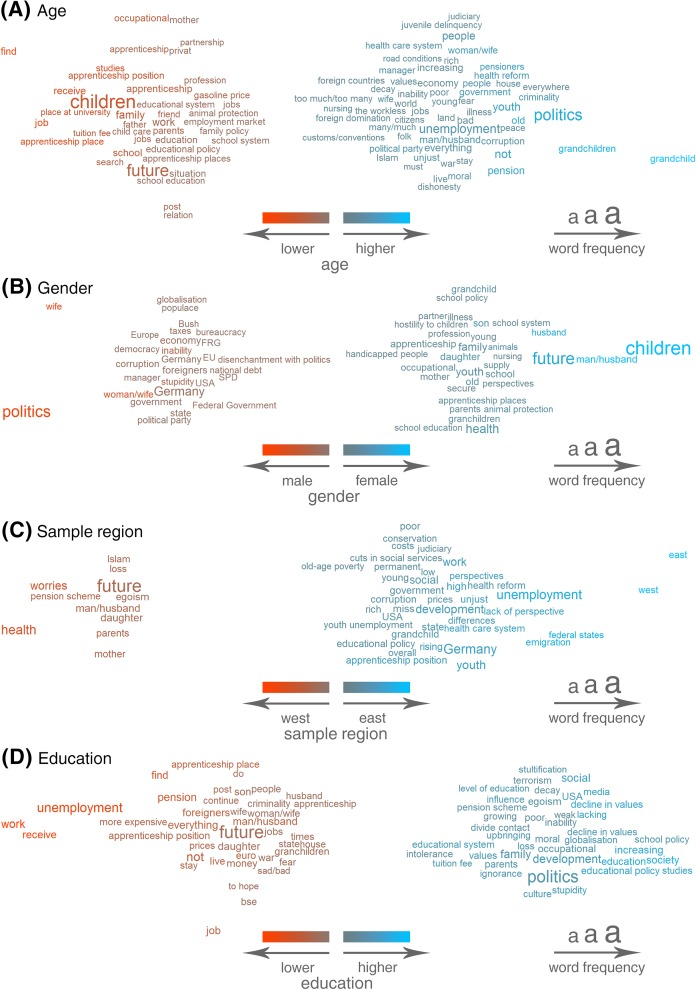 (A) Age
occupational mother
find
partnership
apprenticeship privat
studies
apprenticeship position
profession
receive
apprenticeship
gasoline price
children
educational system jobs
place at university
family
friend
animal protection
job
father
work
employment market
tuition fee
child care
parents
family policy
apprenticeship place
jobs
education
school system
school
educational policy
search
apprenticeship places
future
situation
school education
post
relation
judiciary
juvenile delinquency
people
health care system
woman/wife
road conditions
rich
manager
increasing
pensioners
health reform
foreign countries
values
economy
people
house
everywhere
decay
inability
poor
government
criminality
too much/too many
wife
world
young
fear
youth
nursing
the workless
jobs
illness
politics
foreign domination
citizens
land
bad
old
many/much
unemployment
peace
customs/conventions
folk
man/husband
corruption
political party
everything
grandchildren
Islam
unjust
war
stay
not
grandchild
must
pension
live
moral
dishonesty
lower
higher
age
a a a
word frequency
(B) Gender
wife
globalisation
populace
Bush
taxes
bureaucracy
Europe
economy
FRG
democracy
inability
Germany
EU
disenchantment with politics
corruption
foreigners
national debt
manager
stupidity
USA
SPD
woman/wife
Germany
government
Federal Government
politics
state
political party
grandchild
school policy
partner
illness
hostility to children
son
school system
profession
young
husband
apprenticeship
family
animals
children
handicapped people
daughter
nursing
future
man/husband
occupational
supply
mother
youth
school
old
perspectives
secure
apprenticeship places
parents
animal protection
grandchildren
school education
health
male
female
gender
a a a
word frequency
(C) Sample region
Islam
loss
worries
future
pension scheme
egoism
man/husband
daughter
health
parents
mother
poor
conservation
costs
judiciary
east
cuts in social services
work
old-age poverty
permanent
low
perspectives
young
social
high
health reform
government
unemployment
west
corruption
prices
unjust
rich
miss
development
lack of perspective
USA
differences
youth unemployment
state
health care system
grandchild
federal states
educational policy
rising
emigration
overall
Germany
apprenticeship position
youth
west
east
sample region
a a a
word frequency
(D) Education
apprenticeship place
find
do
post
son
people
pension
continue
husband
unemployment
criminality
apprenticeship
foreigners
wife
woman/wife
work
more expensive
everything
man/husband
receive
apprenticeship position
future
jobs
times
prices
daughter
statehouse
not
euro
war
grandchildren
stay
live
money
fear
sad/bad
to hope
bse
job
stultification
terrorism
social
level of education
decay
USA
media
influence
egoism
decline in values
pension scheme
growing
poor
weak
lacking
inability
divide contact
decline in values
upbringing
moral
globalisation
school policy
educational system
loss
occupational
increasing
intolerance
values
family
development
education
society
tuition fee
parents
educational policy studies
ignorance
politics
culture
stupidity
lower
higher
education
a a a
word frequency